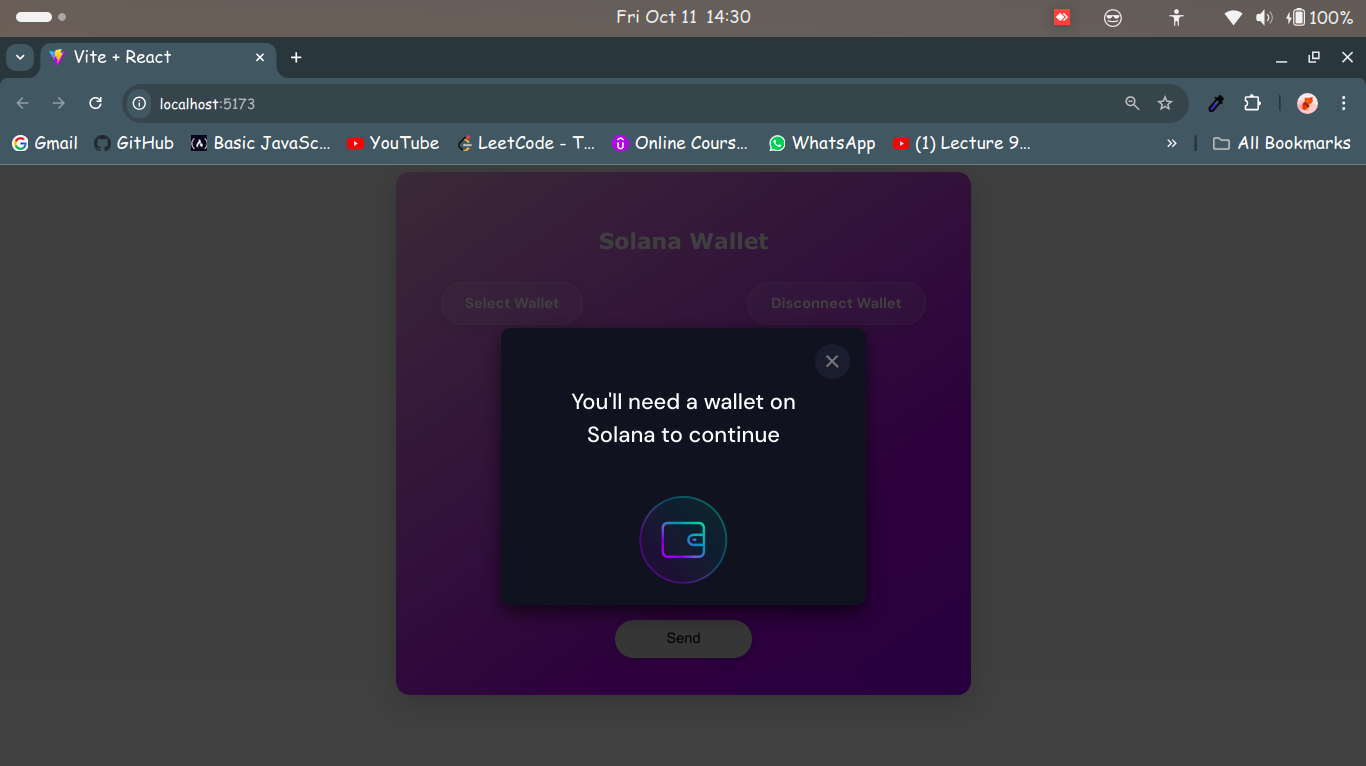 Fri Oct 11 14:30
100%
Vite + React
localhost:5173
Gmail
GitHub
Basic JavaSc...
YouTube
LeetCode - T...
Online Cours...
WhatsApp
(1) Lecture 9...
All Bookmarks
Solana Wallet
Select Wallet
Disconnect Wallet
You'll need a wallet on
Solana to continue
Send